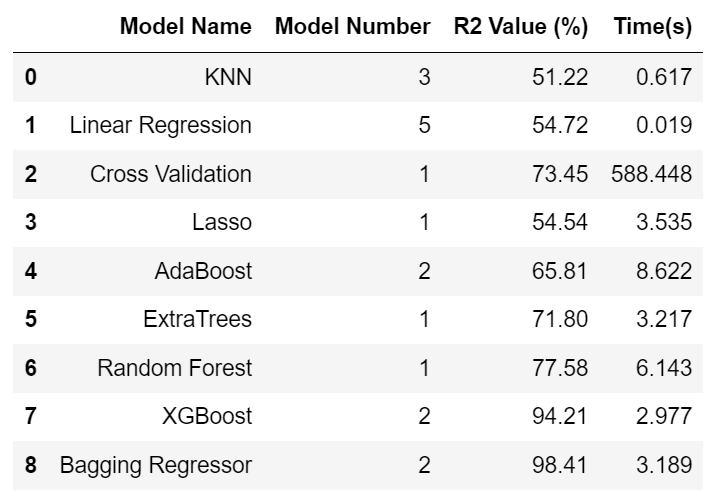 Model Name Model Number R2 Value (%) Time(s)
0 KNN 3 51.22 0.617
1 Linear Regression 5 54.72 0.019
2 Cross Validation 1 73.45 588.448
3 Lasso 1 54.54 3.535
4 AdaBoost 2 65.81 8.622
5 ExtraTrees 1 71.80 3.217
6 Random Forest 1 77.58 6.143
7 XGBoost 2 94.21 2.977
8 Bagging Regressor 2 98.41 3.189